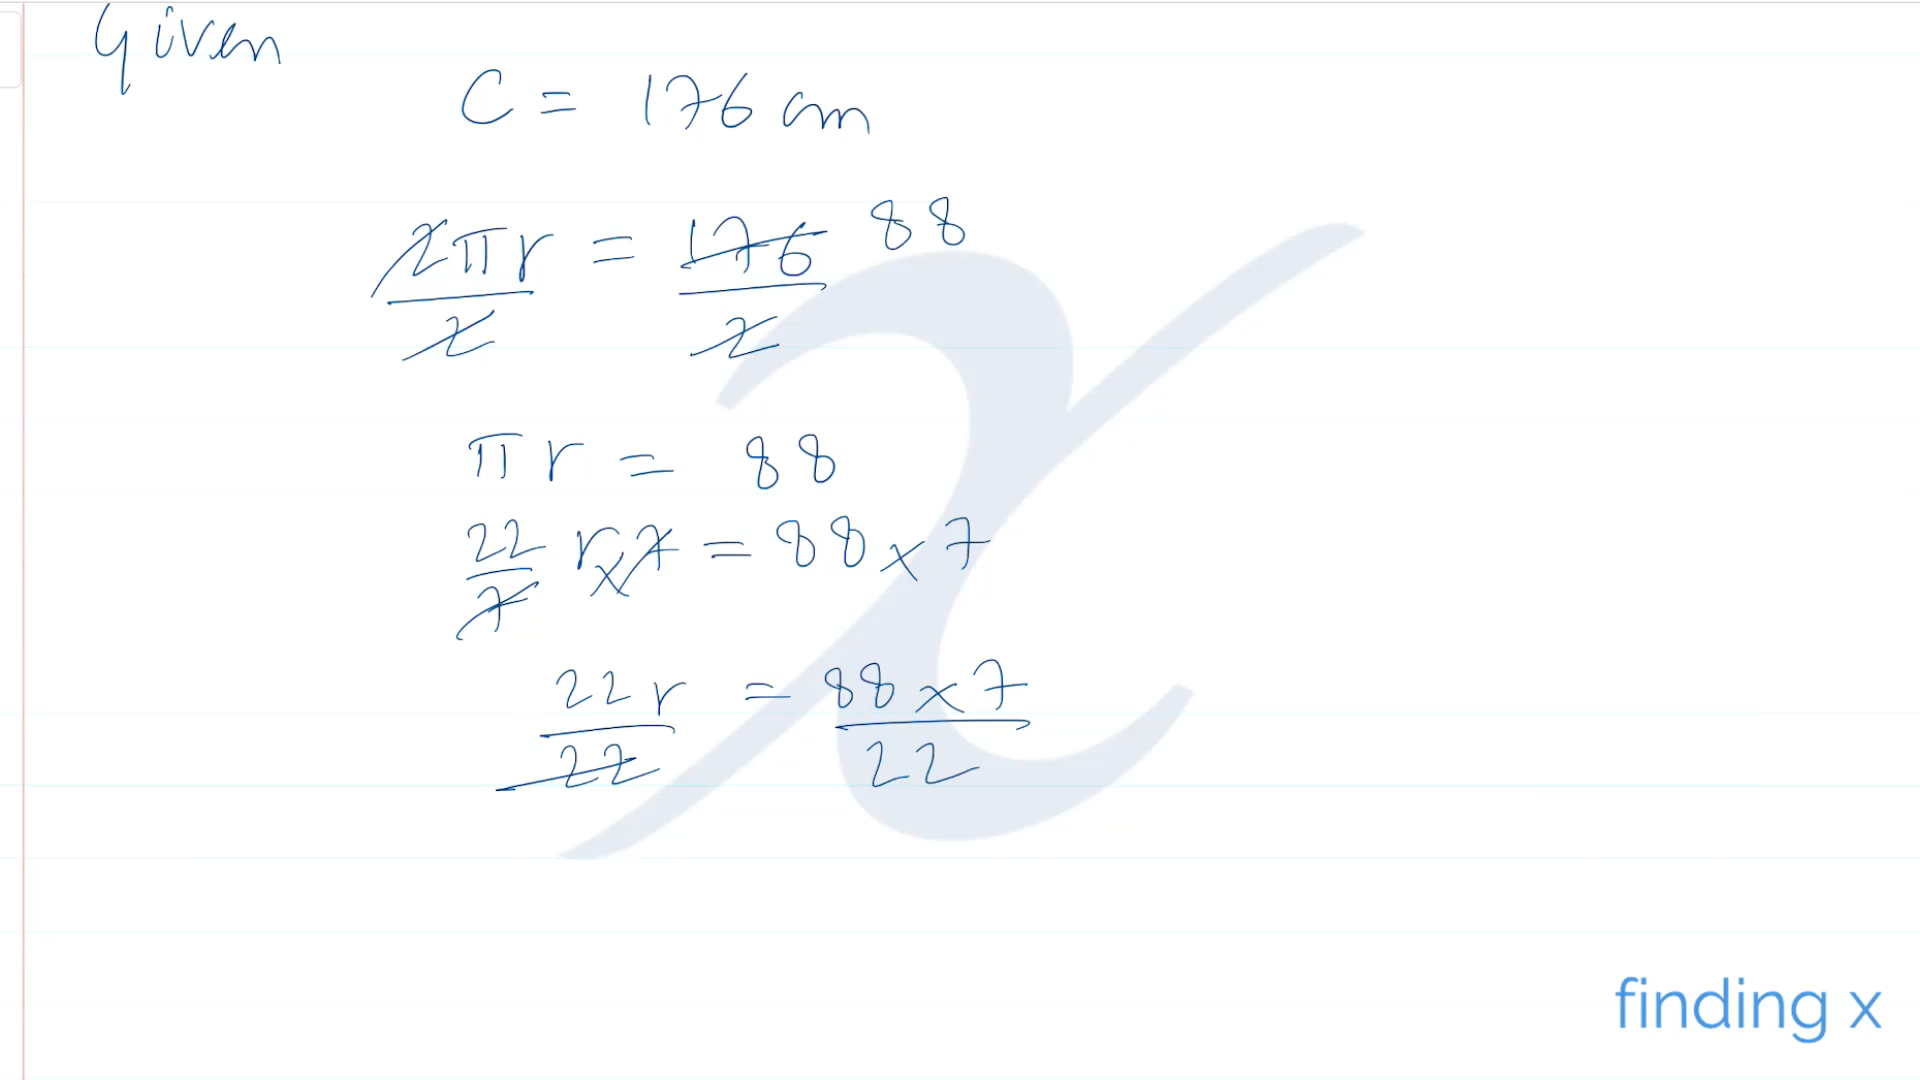 Given
C = 176 cm
2πr/2 = 176/2 88
πr = 88
22/7 r x 7 = 88 x 7
22r/22 = 88 x 7/22
finding x